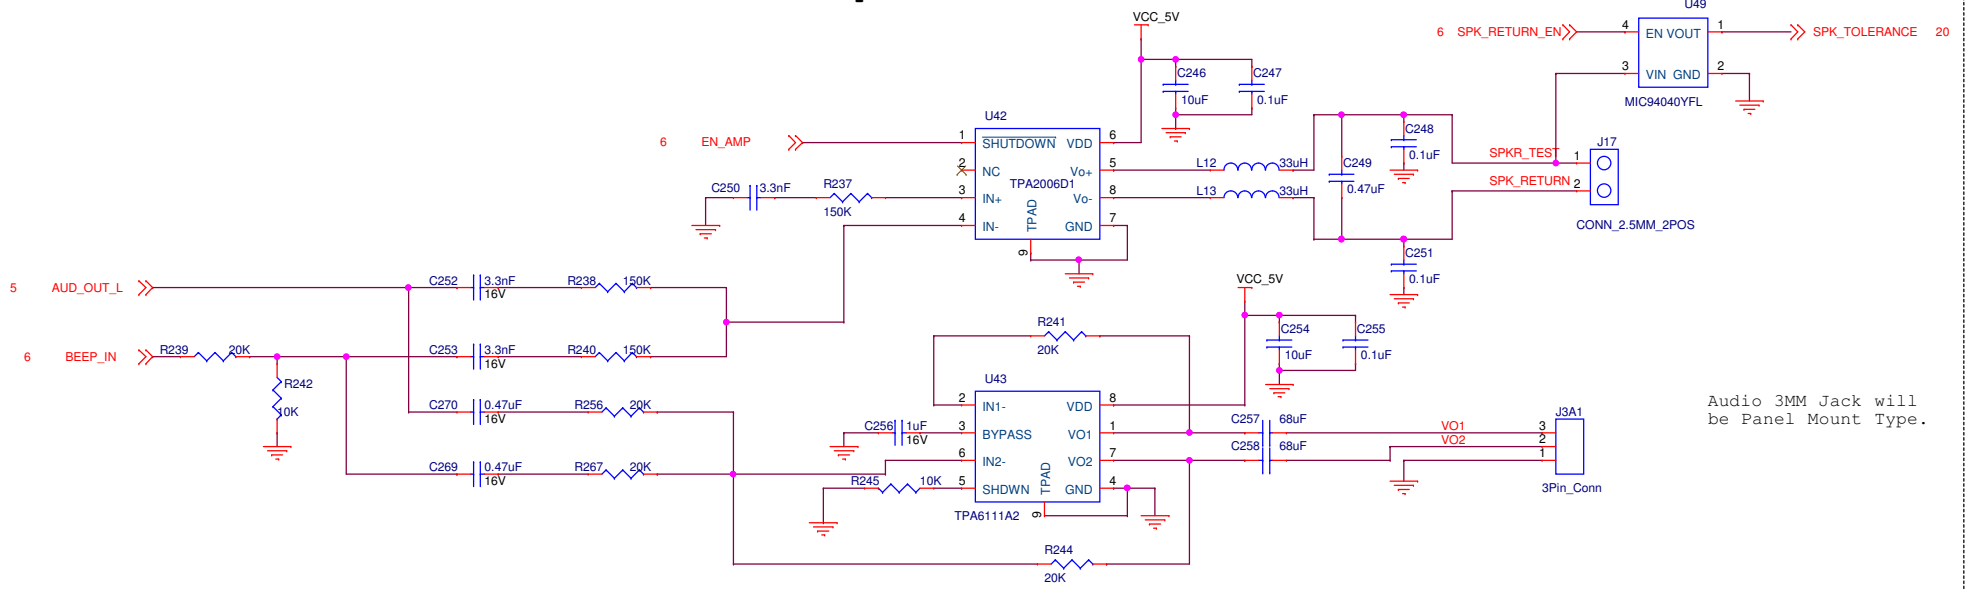 U49
VCC_5V
6 SPK_RETURN_EN
4 EN VOUT 1
SPK_TOLERANCE 20
3 VIN GND 2
MIC94040YFL
C246
10uF
C247
0.1uF
U42
6 EN_AMP
1 SHUTDOWN VDD 6
2 NC Vo+ 5
TPA2006D1
3 IN+ Vo- 8
4 IN- GND 7
TPAD
9
C250 3.3nF
R237
150K
L12 33uH
L13 33uH
C249
0.47uF
C248
0.1uF
C251
0.1uF
SPKR_TEST 1
SPK_RETURN 2
J17
CONN_2.5MM_2POS
5 AUD_OUT_L
C252 3.3nF
16V
R238 150K
6 BEEP_IN
R239 20K
R242
10K
C253 3.3nF
16V
R240 150K
C270 0.47uF
16V
R256 20K
C269 0.47uF
16V
R267 20K
VCC_5V
R241
20K
C254
10uF
C255
0.1uF
U43
2 IN1- VDD 8
3 BYPASS VO1 1
6 IN2- VO2 7
5 SHDWN GND 4
TPAD
9
TPA6111A2
C256 1uF
16V
R245 10K
C257 68uF
C258 68uF
VO1
VO2
J3A1
3
2
1
3Pin_Conn
R244
20K
Audio 3MM Jack will
be Panel Mount Type.